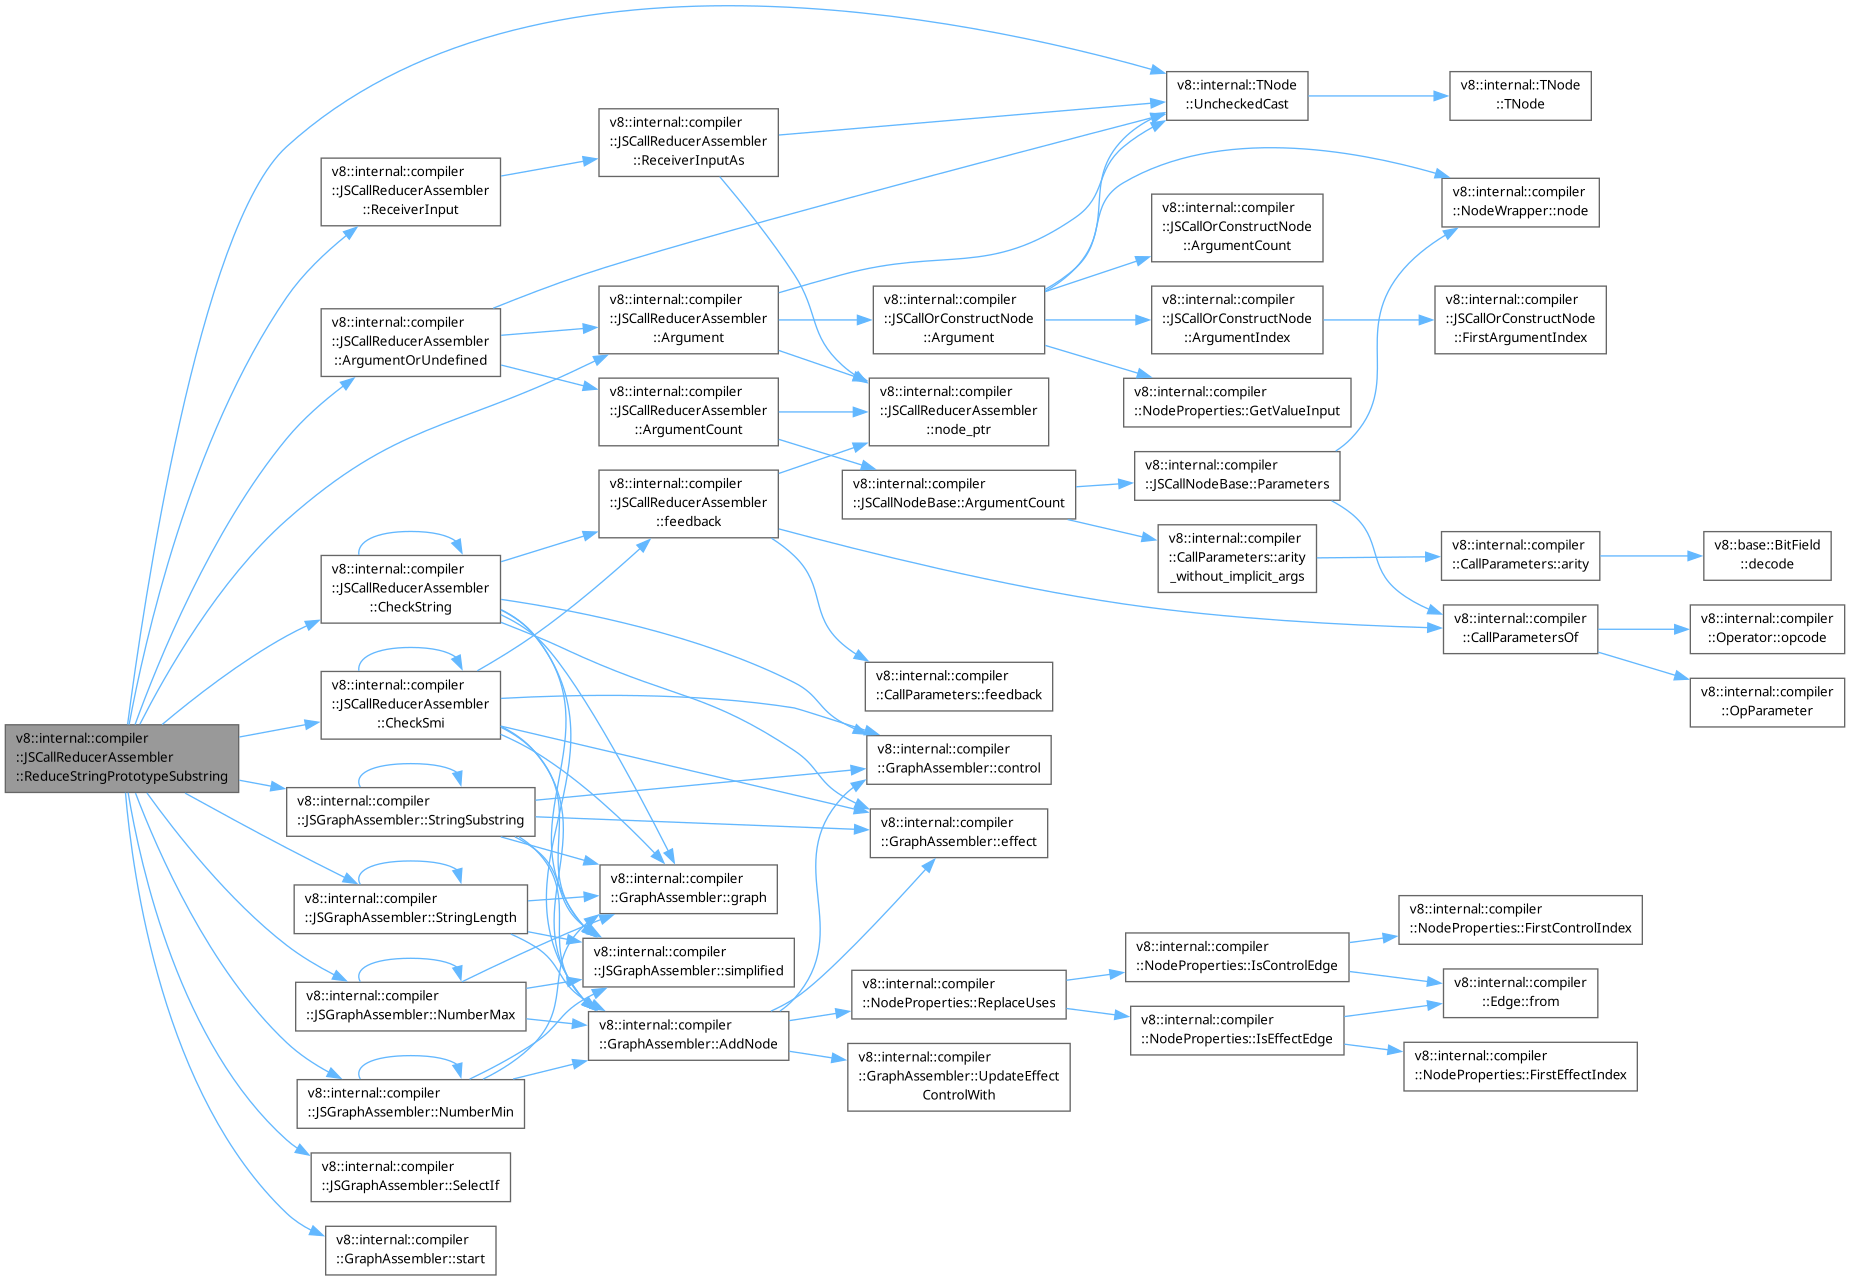 v8::internal::compiler
::JSCallReducerAssembler
::ReduceStringPrototypeSubstring
v8::internal::compiler
::JSCallReducerAssembler
::ReceiverInput
v8::internal::compiler
::JSCallReducerAssembler
::ArgumentOrUndefined
v8::internal::compiler
::JSCallReducerAssembler
::CheckString
v8::internal::compiler
::JSCallReducerAssembler
::CheckSmi
v8::internal::compiler
::JSGraphAssembler::StringSubstring
v8::internal::compiler
::JSGraphAssembler::StringLength
v8::internal::compiler
::JSGraphAssembler::NumberMax
v8::internal::compiler
::JSGraphAssembler::NumberMin
v8::internal::compiler
::JSGraphAssembler::SelectIf
v8::internal::compiler
::GraphAssembler::start
v8::internal::compiler
::JSCallReducerAssembler
::ReceiverInputAs
v8::internal::compiler
::JSCallReducerAssembler
::Argument
v8::internal::compiler
::JSCallReducerAssembler
::ArgumentCount
v8::internal::compiler
::JSCallReducerAssembler
::feedback
v8::internal::compiler
::GraphAssembler::graph
v8::internal::compiler
::JSGraphAssembler::simplified
v8::internal::compiler
::GraphAssembler::AddNode
v8::internal::compiler
::JSCallOrConstructNode
::Argument
v8::internal::compiler
::JSCallReducerAssembler
::node_ptr
v8::internal::compiler
::JSCallNodeBase::ArgumentCount
v8::internal::compiler
::CallParameters::feedback
v8::internal::compiler
::GraphAssembler::control
v8::internal::compiler
::GraphAssembler::effect
v8::internal::compiler
::NodeProperties::ReplaceUses
v8::internal::compiler
::GraphAssembler::UpdateEffect
ControlWith
v8::internal::TNode
::UncheckedCast
v8::internal::compiler
::JSCallOrConstructNode
::ArgumentCount
v8::internal::compiler
::JSCallOrConstructNode
::ArgumentIndex
v8::internal::compiler
::NodeProperties::GetValueInput
v8::internal::compiler
::JSCallNodeBase::Parameters
v8::internal::compiler
::CallParameters::arity
_without_implicit_args
v8::internal::compiler
::NodeProperties::IsControlEdge
v8::internal::compiler
::NodeProperties::IsEffectEdge
v8::internal::TNode
::TNode
v8::internal::compiler
::NodeWrapper::node
v8::internal::compiler
::JSCallOrConstructNode
::FirstArgumentIndex
v8::internal::compiler
::CallParameters::arity
v8::internal::compiler
::CallParametersOf
v8::internal::compiler
::NodeProperties::FirstControlIndex
v8::internal::compiler
::Edge::from
v8::internal::compiler
::NodeProperties::FirstEffectIndex
v8::base::BitField
::decode
v8::internal::compiler
::Operator::opcode
v8::internal::compiler
::OpParameter